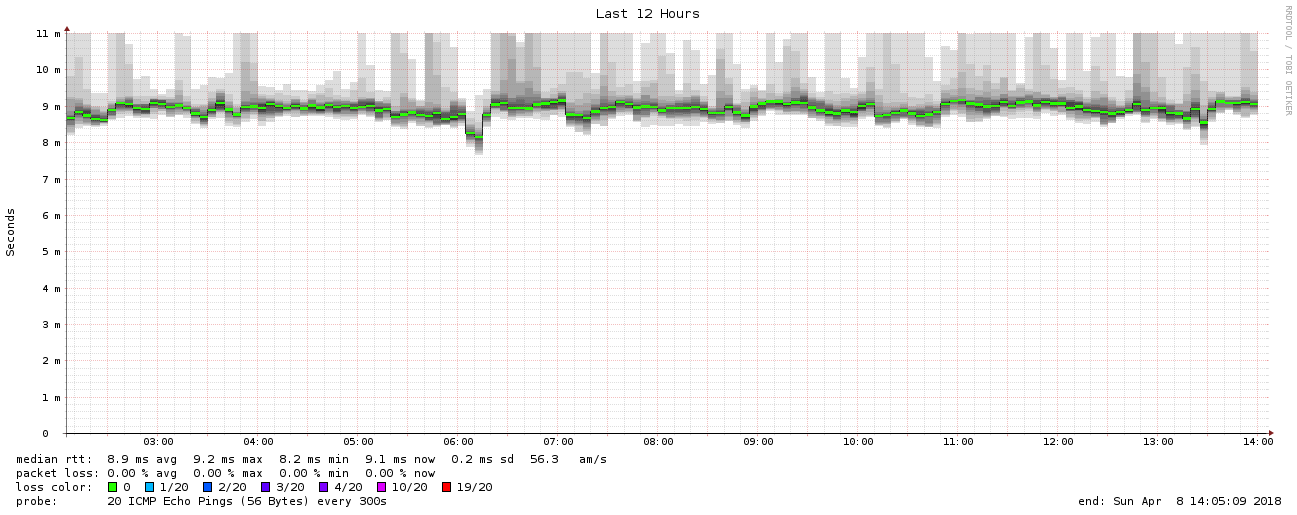 Last 12 Hours
RRDTOOL / TOBI OETIKER
Seconds
11 m
10 m
9 m
8 m
7 m
6 m
5 m
4 m
3 m
2 m
1 m
0
03:00 04:00 05:00 06:00 07:00 08:00 09:00 10:00 11:00 12:00 13:00 14:00
median rtt: 8.9 ms avg 9.2 ms max 8.2 ms min 9.1 ms now 0.2 ms sd 56.3 am/s
packet loss: 0.00 % avg 0.00 % max 0.00 % min 0.00 % now
loss color: 0 1/20 2/20 3/20 4/20 10/20 19/20
probe: 20 ICMP Echo Pings (56 Bytes) every 300s end: Sun Apr 8 14:05:09 2018